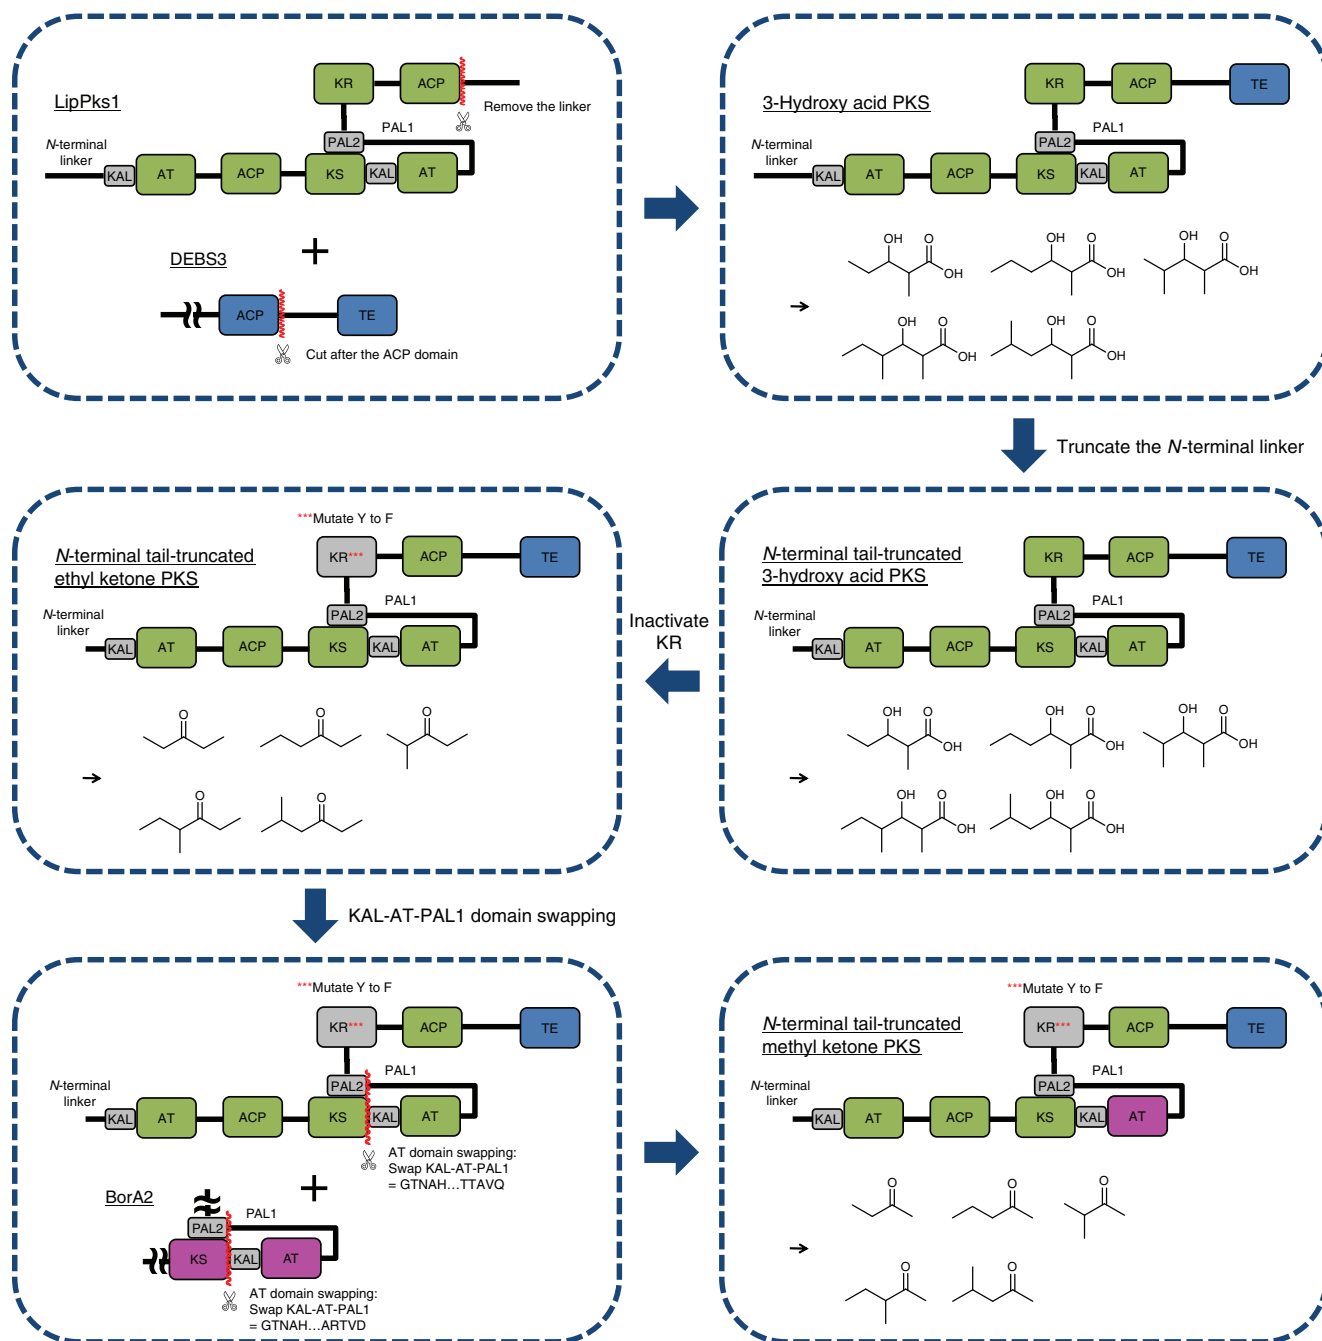 LipPks1
KR
ACP
Remove the linker
PAL1
PAL2
N-terminal
linker
KAL
AT
ACP
KS
KAL
AT
+
DEBS3
ACP
TE
Cut after the ACP domain
3-Hydroxy acid PKS
KR
ACP
TE
PAL1
PAL2
N-terminal
linker
KAL
AT
ACP
KS
KAL
AT
OH
O
OH
OH
O
OH
OH
O
OH
OH
O
OH
OH
O
OH
Truncate the N-terminal linker
***Mutate Y to F
N-terminal tail-truncated
ethyl ketone PKS
KR***
ACP
TE
PAL1
PAL2
N-terminal
linker
KAL
AT
ACP
KS
KAL
AT
O
O
O
O
O
Inactivate
KR
N-terminal tail-truncated
3-hydroxy acid PKS
KR
ACP
TE
PAL1
PAL2
N-terminal
linker
KAL
AT
ACP
KS
KAL
AT
OH
O
OH
OH
O
OH
OH
O
OH
OH
O
OH
OH
O
OH
KAL-AT-PAL1 domain swapping
***Mutate Y to F
KR***
ACP
TE
PAL1
PAL2
N-terminal
linker
KAL
AT
ACP
KS
KAL
AT
AT domain swapping:
Swap KAL-AT-PAL1
= GTNAH...TTAVQ
+
BorA2
PAL1
PAL2
KS
KAL
AT
AT domain swapping:
Swap KAL-AT-PAL1
= GTNAH...ARTVD
***Mutate Y to F
N-terminal tail-truncated
methyl ketone PKS
KR***
ACP
TE
PAL1
PAL2
N-terminal
linker
KAL
AT
ACP
KS
KAL
AT
O
O
O
O
O